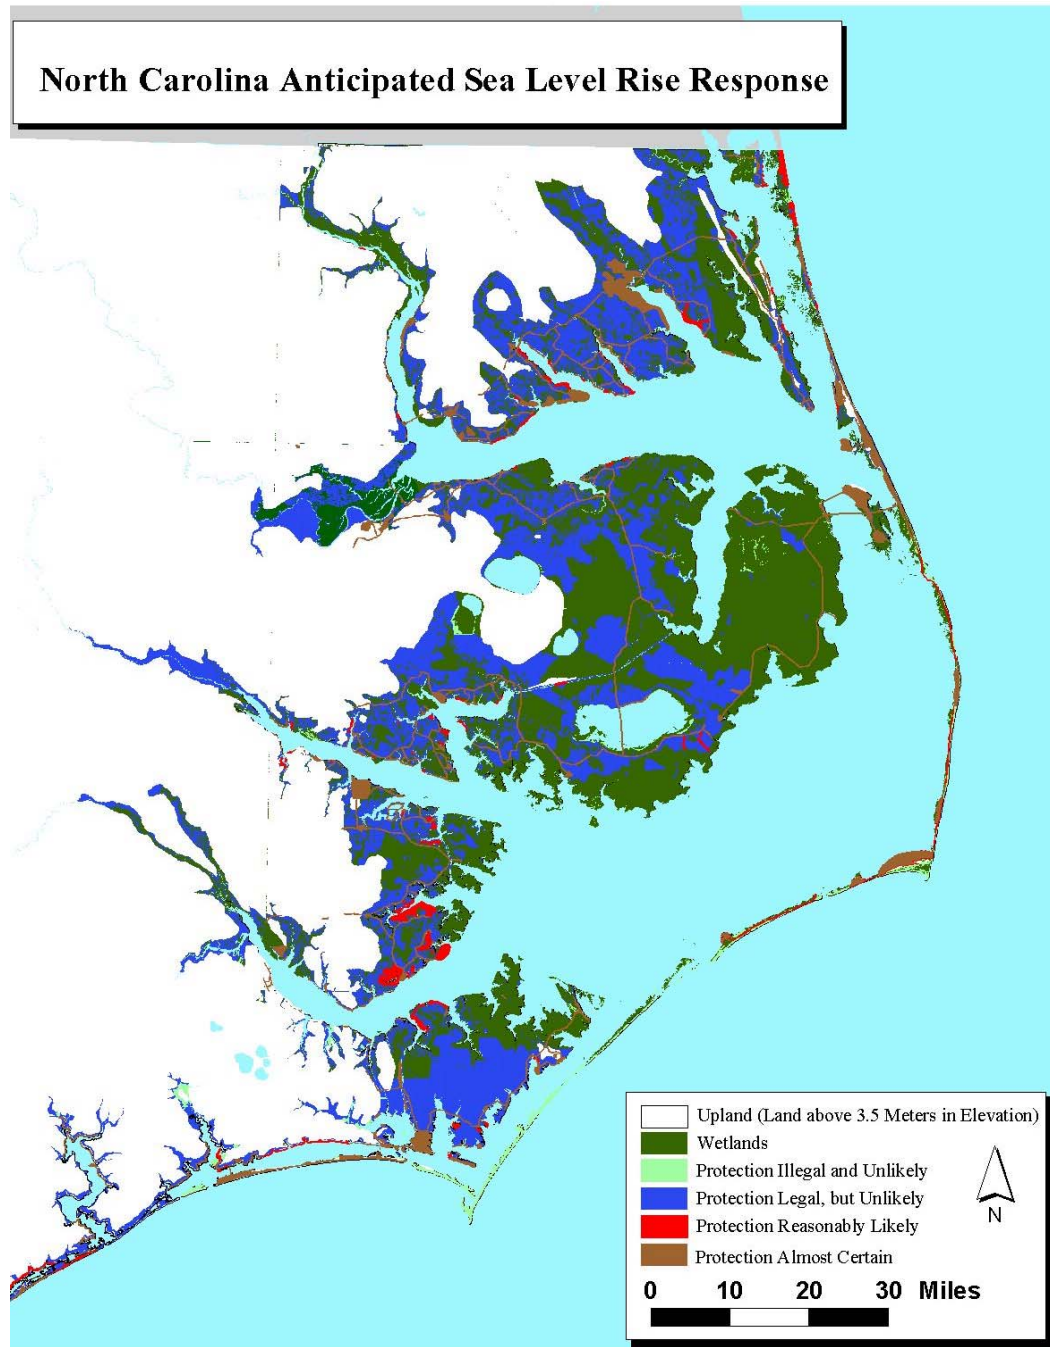 North Carolina Anticipated Sea Level Rise Response
Upland (Land above 3.5 Meters in Elevation)
Wetlands
Protection Illegal and Unlikely
Protection Legal, but Unlikely
Protection Reasonably Likely
Protection Almost Certain
N
0 10 20 30 Miles